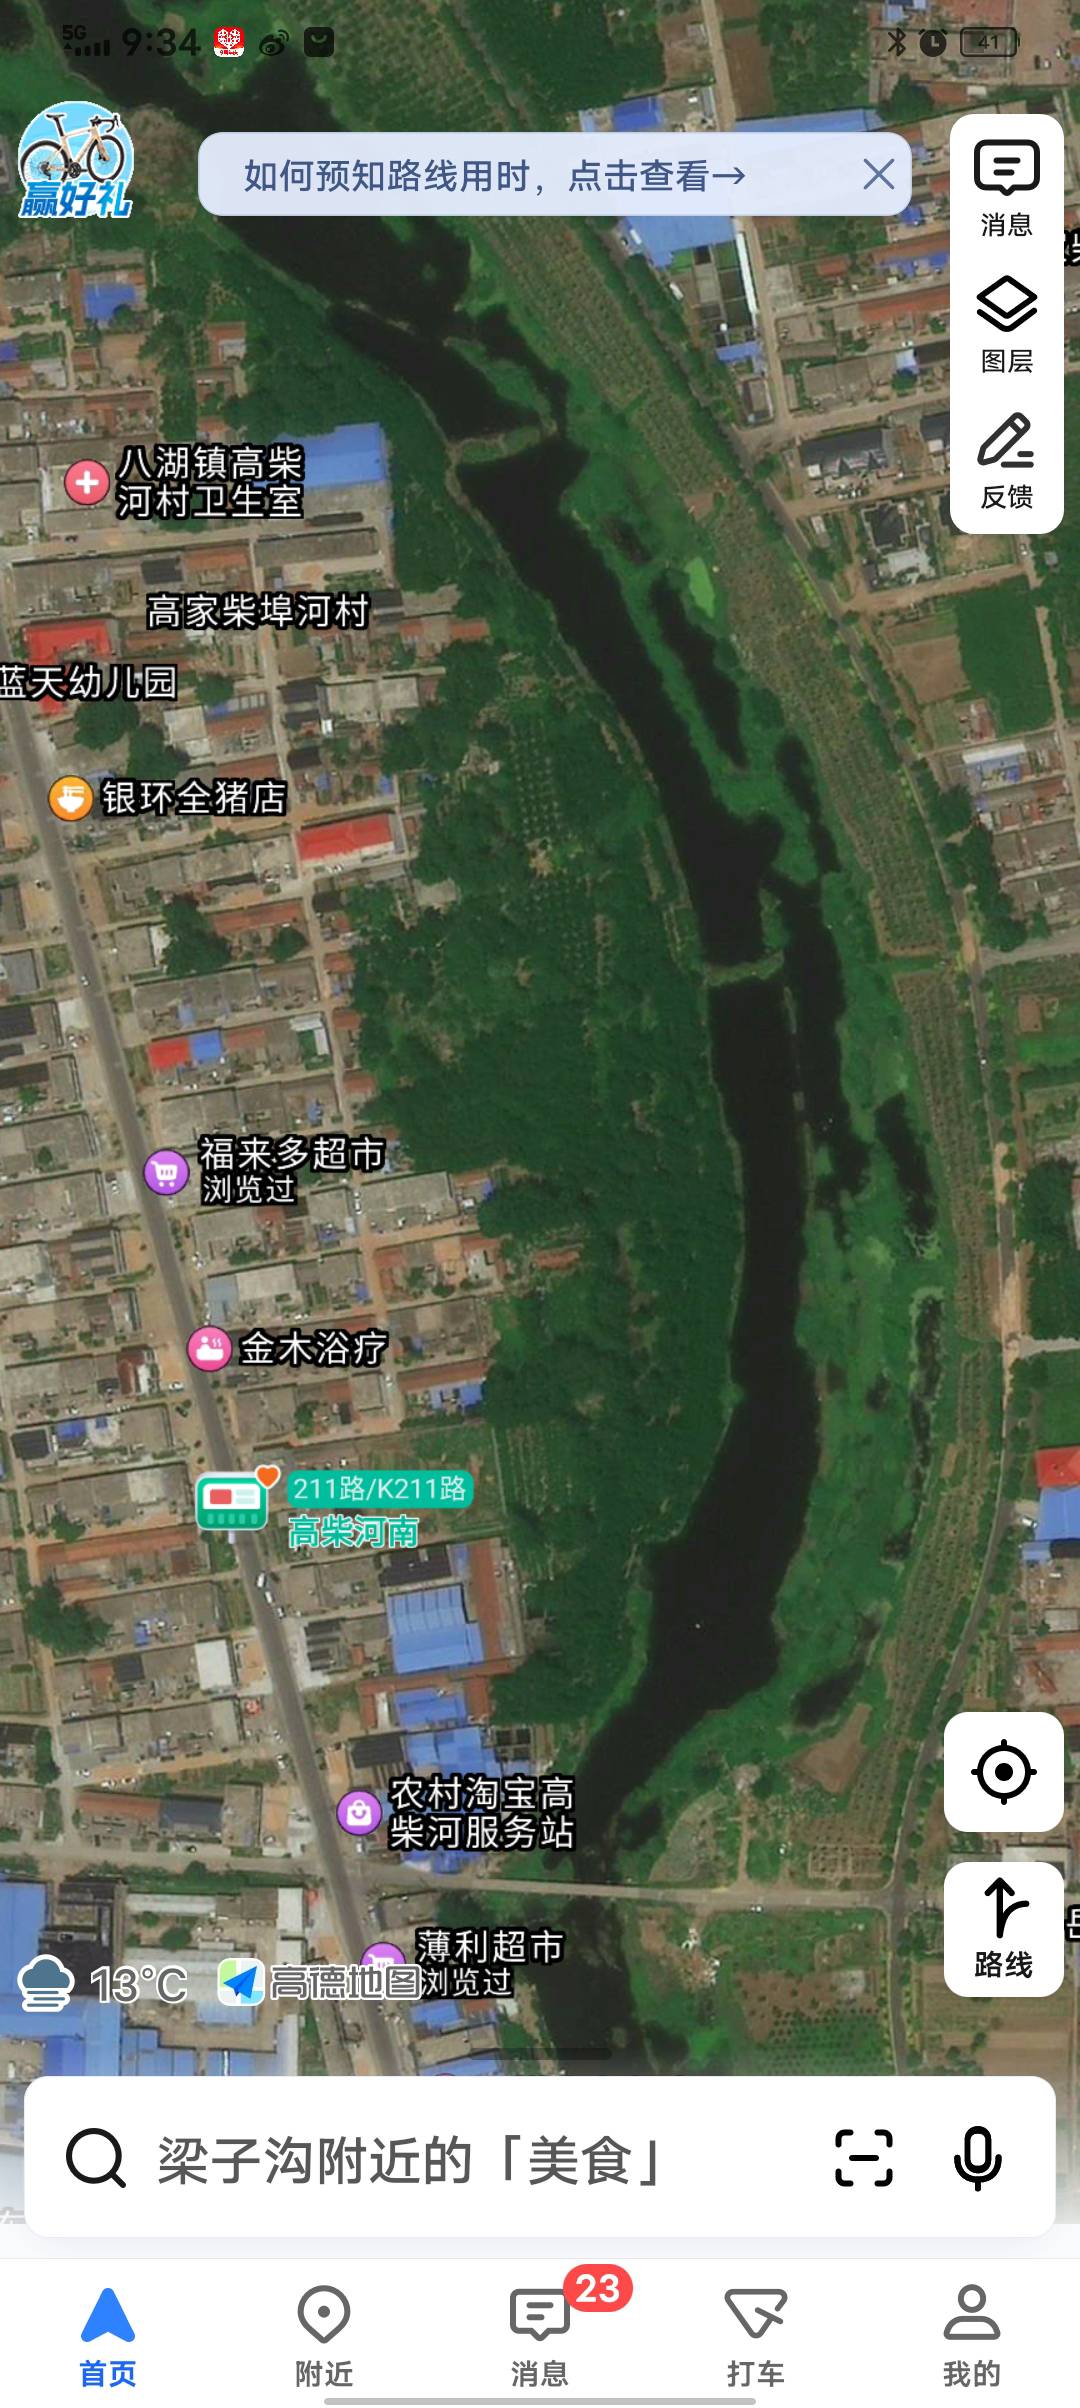 5G
9:34
41
赢好礼
如何预知路线用时，点击查看→
消息
图层
反馈
八湖镇高柴
河村卫生室
高家柴埠河村
蓝天幼儿园
银环全猪店
福来多超市
浏览过
金木浴疗
211路/K211路
高柴河南
农村淘宝高
柴河服务站
薄利超市
浏览过
路线
13°C
高德地图
梁子沟附近的「美食」
23
首页
附近
消息
打车
我的